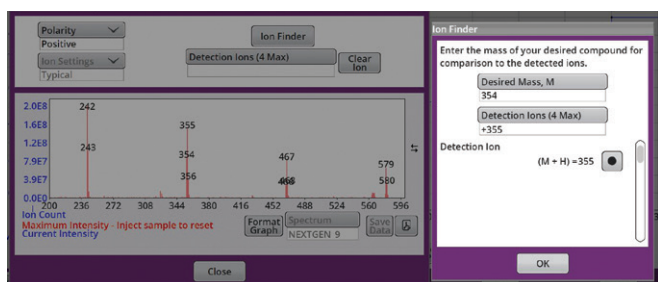 Polarity
Positive
Ion Settings
Typical
Ion Finder
Detection Ions (4 Max)
Clear
Ion
2.0E8
1.6E8
1.2E8
7.9E7
3.9E7
0.0E0
242
243
355
354
356
467
468
579
580
200 236 272 308 344 380 416 452 488 524 560 596
Ion Count
Maximum Intensity - Inject sample to reset
Current Intensity
Format
Graph
Spectrum
NEXTGEN 9
Save
Data
Close
Ion Finder
Enter the mass of your desired compound for
comparison to the detected ions.
Desired Mass, M
354
Detection Ions (4 Max)
+355
Detection Ion
(M + H) =355
OK